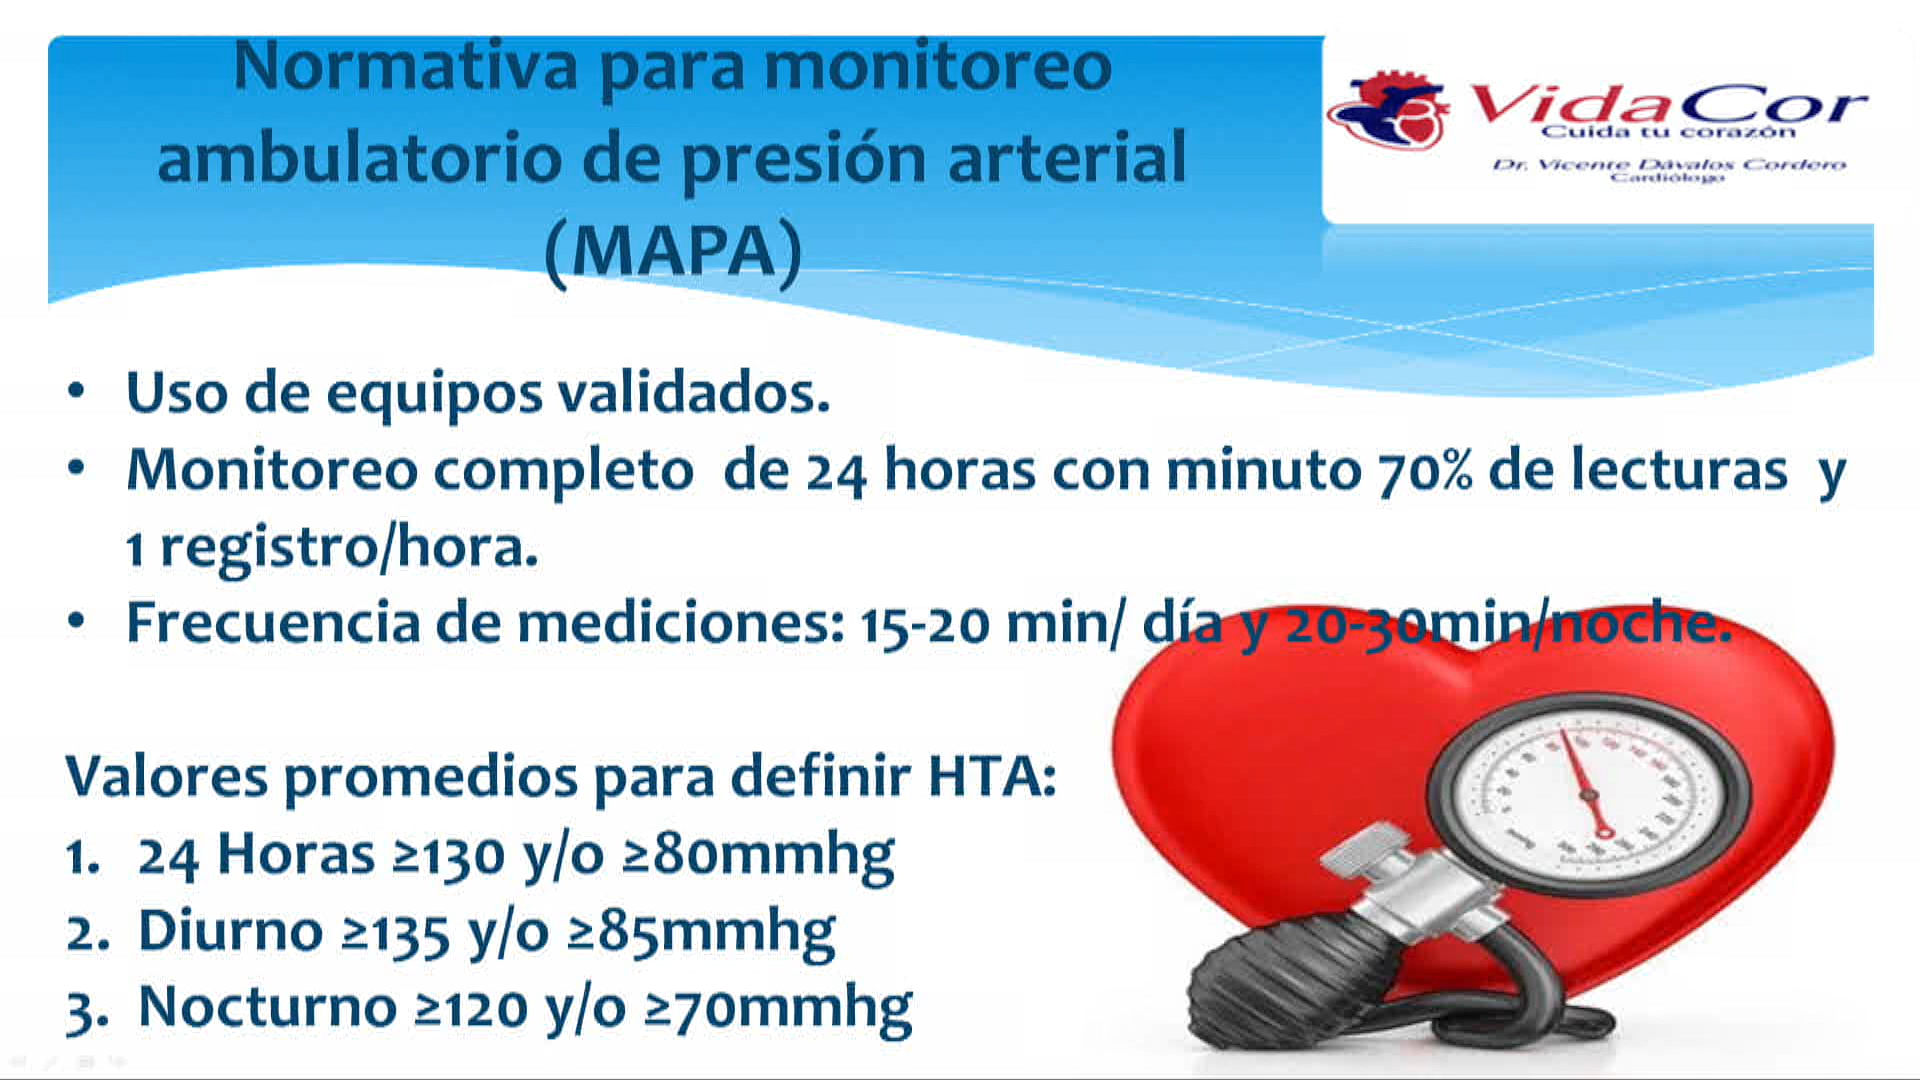 Normativa para monitoreo
ambulatorio de presión arterial
(MAPA)
VidaCor
Cuida tu corazón
Dr. Vicente Dávalos Cordero
Cardiólogo
• Uso de equipos validados.
• Monitoreo completo de 24 horas con minuto 70% de lecturas y
1 registro/hora.
• Frecuencia de mediciones: 15-20 min/ día y 20-30min/noche.
Valores promedios para definir HTA:
1. 24 Horas ≥130 y/o ≥80mmhg
2. Diurno ≥135 y/o ≥85mmhg
3. Nocturno ≥120 y/o ≥70mmhg